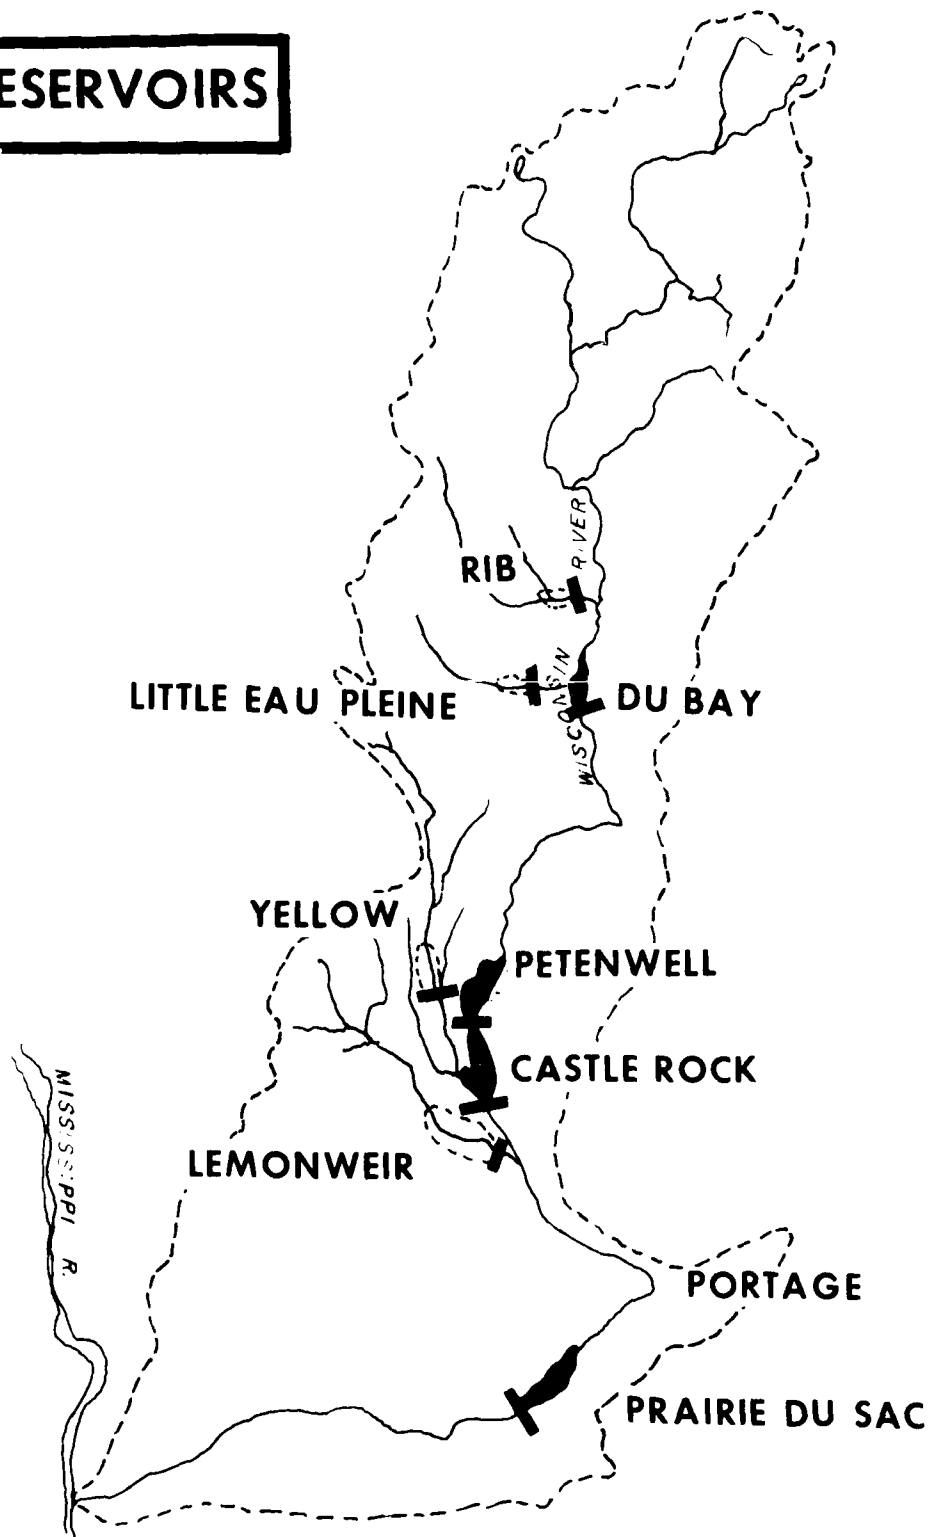 ESERVOIRS
RIVER
RIB
WISCONSIN
LITTLE EAU PLEINE
DU BAY
YELLOW
PETENWELL
CASTLE ROCK
MISSISSIPPI R.
LEMONWEIR
PORTAGE
PRAIRIE DU SAC